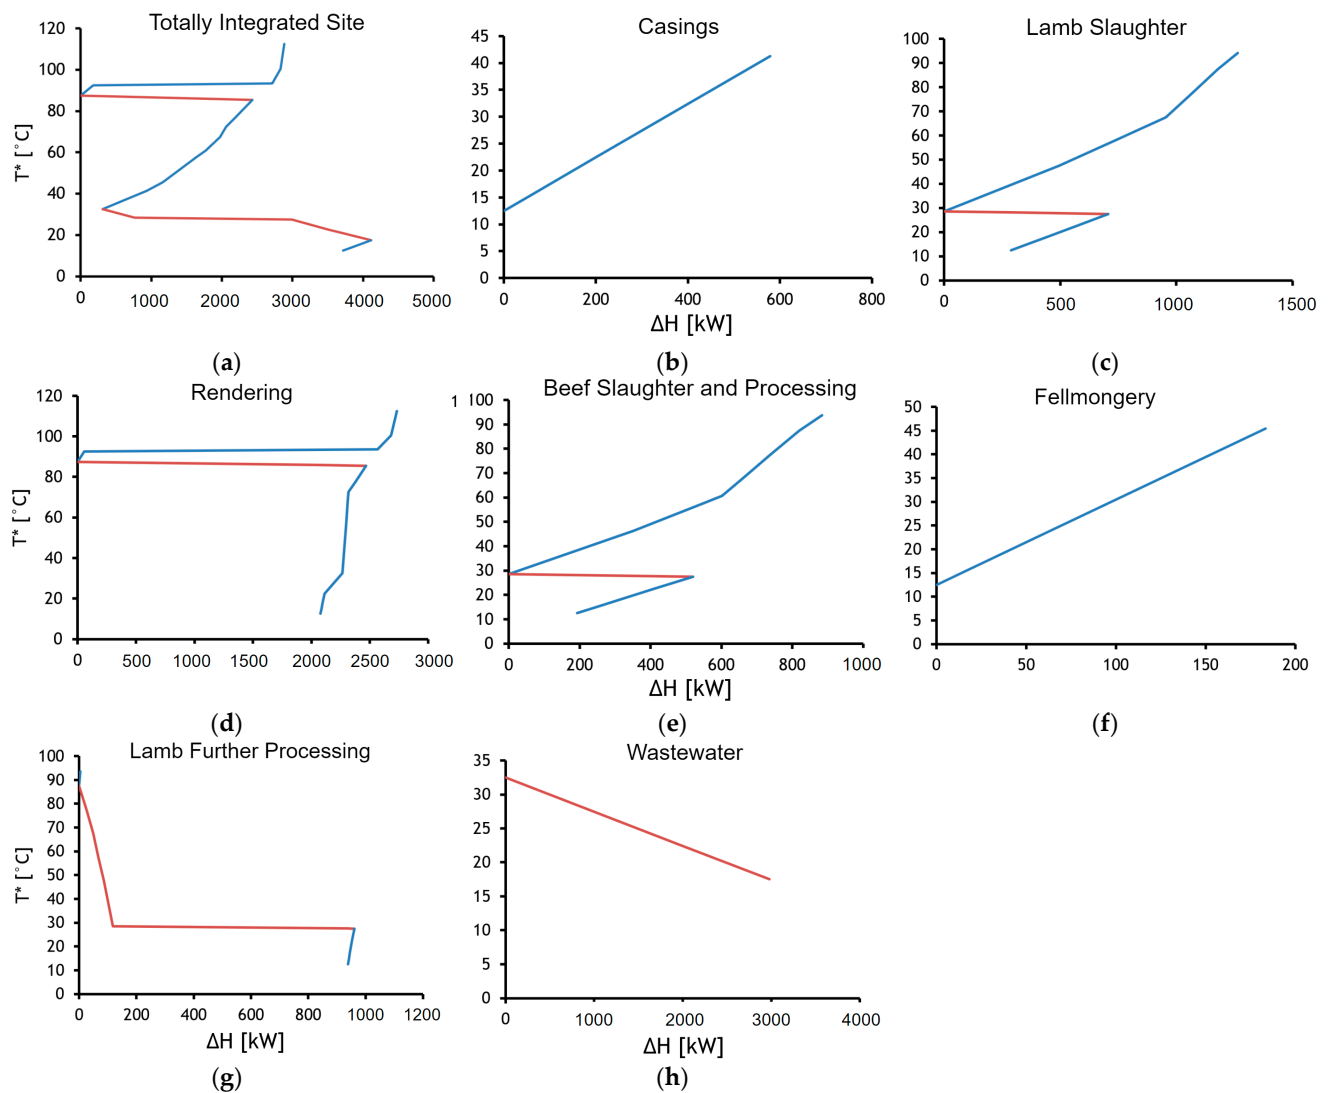 Totally Integrated Site
120
100
80
60
40
20
0
T* [°C]
0 1000 2000 3000 4000 5000
(a)
Casings
45
40
35
30
25
20
15
10
5
0
0 200 400 600 800
ΔH [kW]
(b)
Lamb Slaughter
100
90
80
70
60
50
40
30
20
10
0
0 500 1000 1500
(c)
Rendering
120
100
80
60
40
20
0
T* [°C]
0 500 1000 1500 2000 2500 3000
(d)
Beef Slaughter and Processing
1 100
90
80
70
60
50
40
30
20
10
0
0 200 400 600 800 1000
ΔH [kW]
(e)
Fellmongery
50
45
40
35
30
25
20
15
10
5
0
0 50 100 150 200
(f)
Lamb Further Processing
100
90
80
70
60
50
40
30
20
10
0
T* [°C]
0 200 400 600 800 1000 1200
ΔH [kW]
(g)
Wastewater
35
30
25
20
15
10
5
0
0 1000 2000 3000 4000
ΔH [kW]
(h)